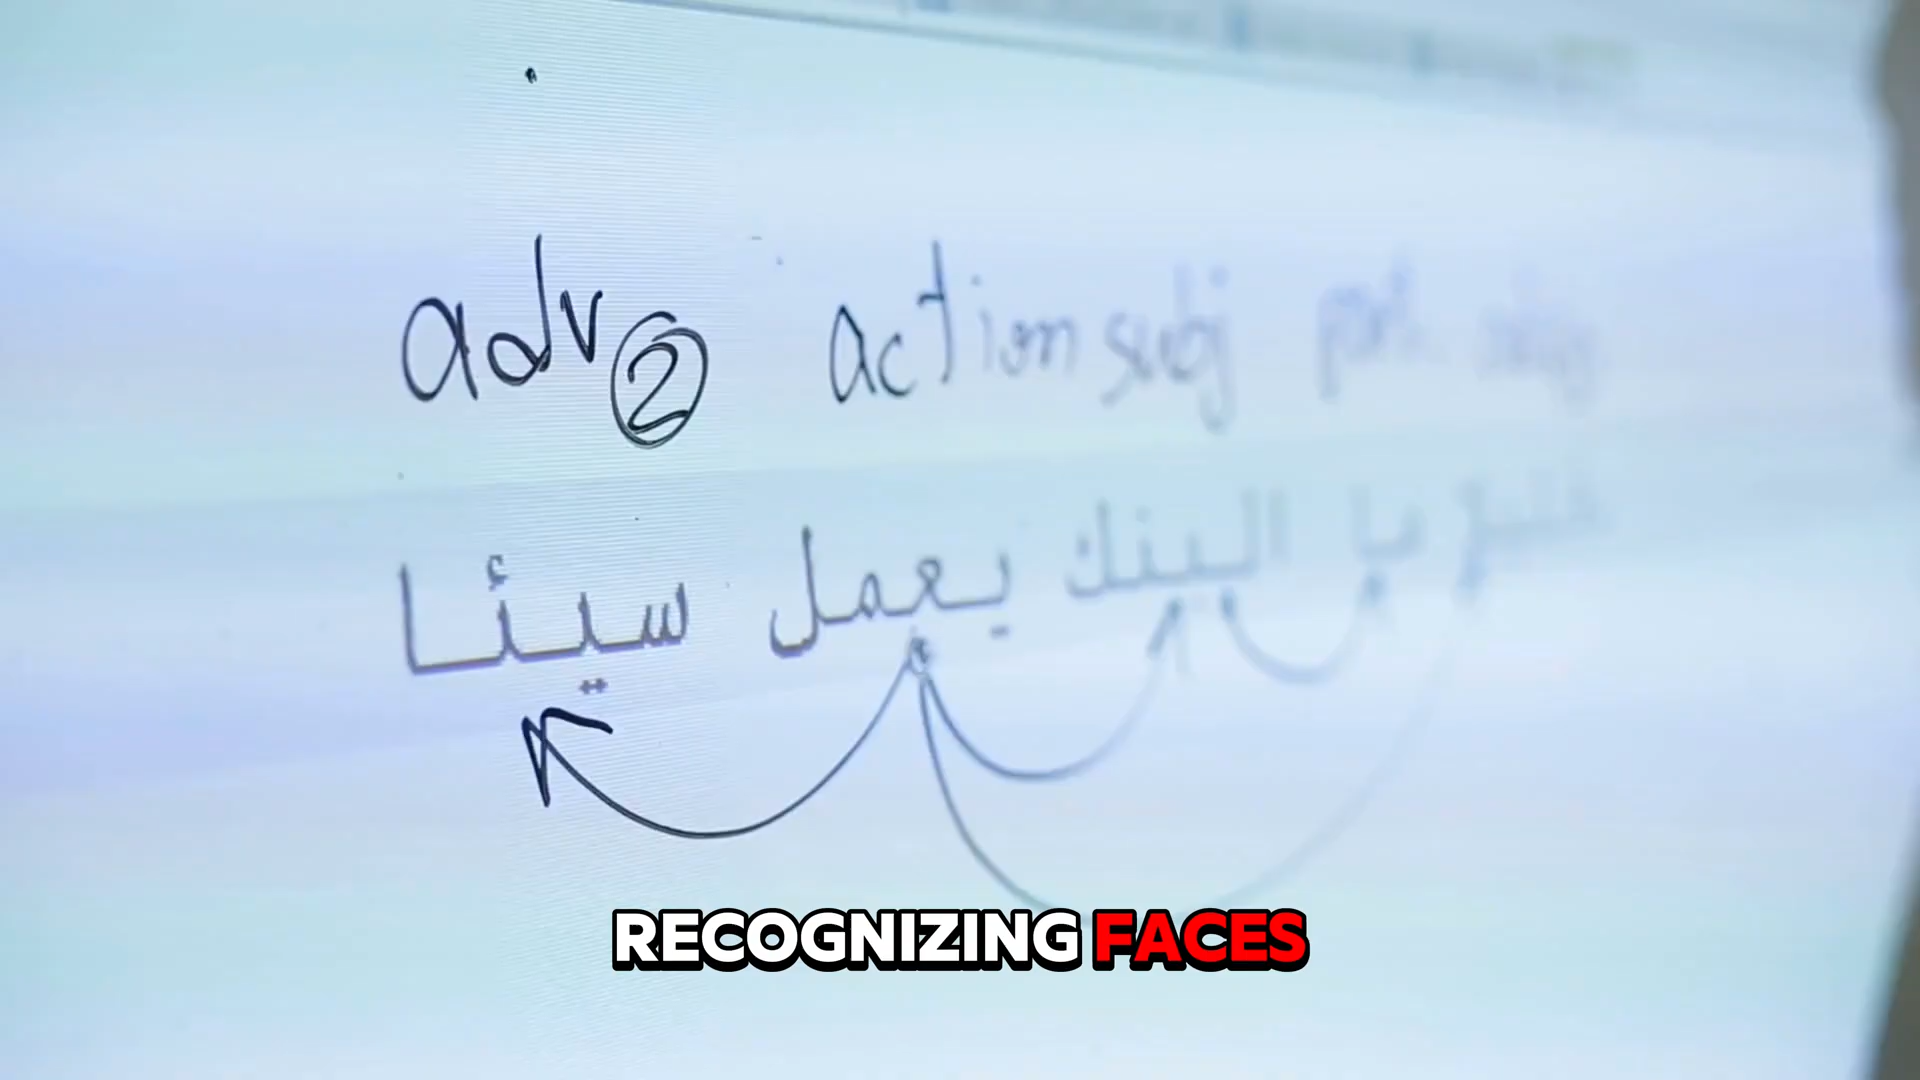 adv ② action subj
البنك يعمل سيئا
RECOGNIZING FACES